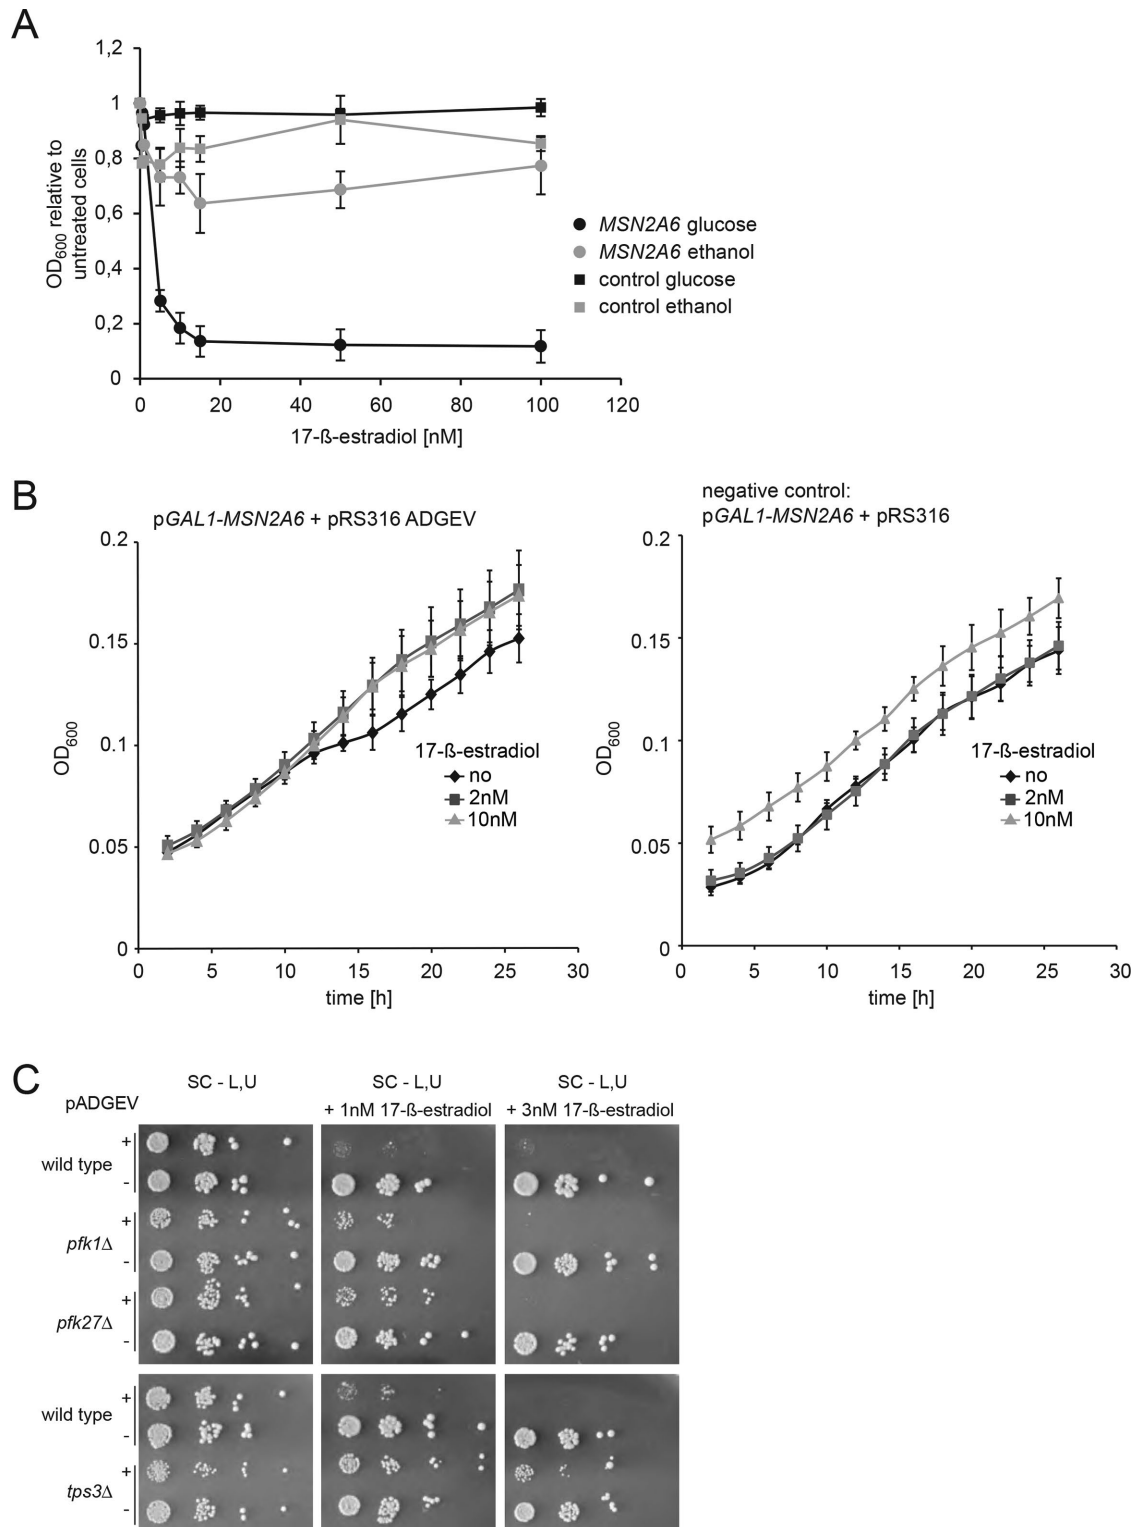 A
1,2
1
0,8
0,6
0,4
0,2
0
OD600 relative to
untreated cells
0 20 40 60 80 100 120
17-ß-estradiol [nM]
MSN2A6 glucose
MSN2A6 ethanol
control glucose
control ethanol
B
pGAL1-MSN2A6 + pRS316 ADGEV
0.2
0.15
0.1
0.05
0
OD600
0 5 10 15 20 25 30
time [h]
17-ß-estradiol
no
2nM
10nM
negative control:
pGAL1-MSN2A6 + pRS316
0.2
0.15
0.1
0.05
0
OD600
0 5 10 15 20 25 30
time [h]
17-ß-estradiol
no
2nM
10nM
C
pADGEV
SC - L,U
SC - L,U
+ 1nM 17-ß-estradiol
SC - L,U
+ 3nM 17-ß-estradiol
+
wild type
-
+
pfk1Δ
-
+
pfk27Δ
-
+
wild type
-
+
tps3Δ
-